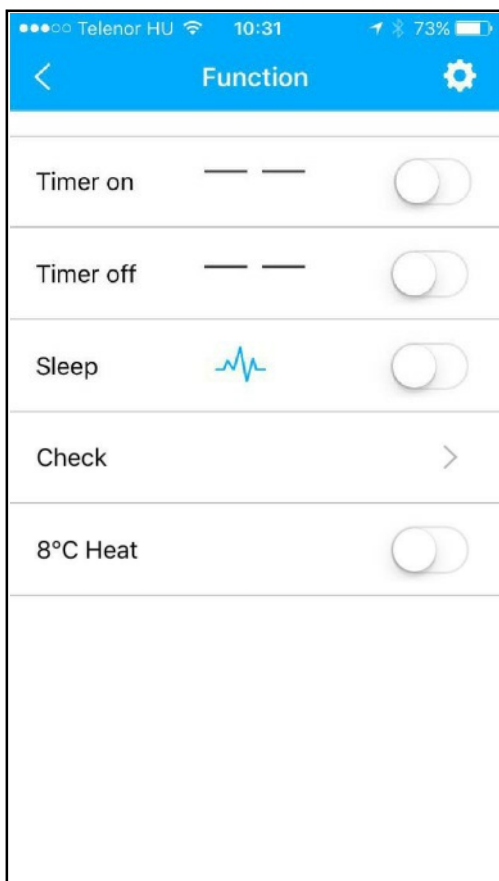 ●●●○○ Telenor HU 10:31 73%
Function
Timer on — —
Timer off — —
Sleep
Check
8°C Heat